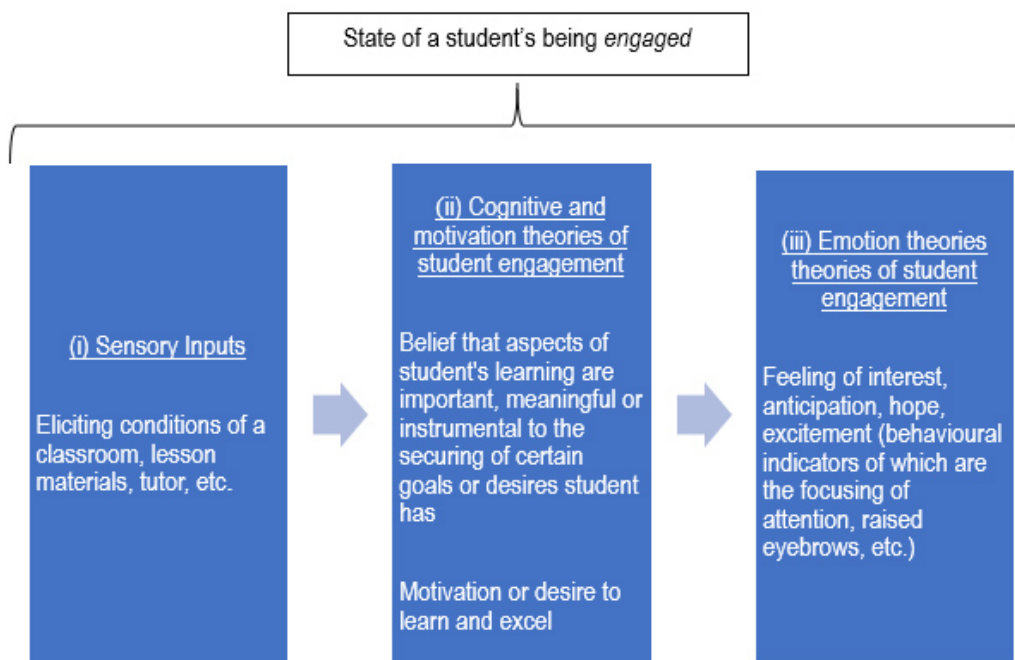 State of a student's being engaged
(i) Sensory Inputs
Eliciting conditions of a
classroom, lesson
materials, tutor, etc.
(ii) Cognitive and
motivation theories of
student engagement
Belief that aspects of
student's learning are
important, meaningful or
instrumental to the
securing of certain
goals or desires student
has
Motivation or desire to
learn and excel
(iii) Emotion theories
theories of student
engagement
Feeling of interest,
anticipation, hope,
excitement (behavioural
indicators of which are
the focusing of
attention, raised
eyebrows, etc.)